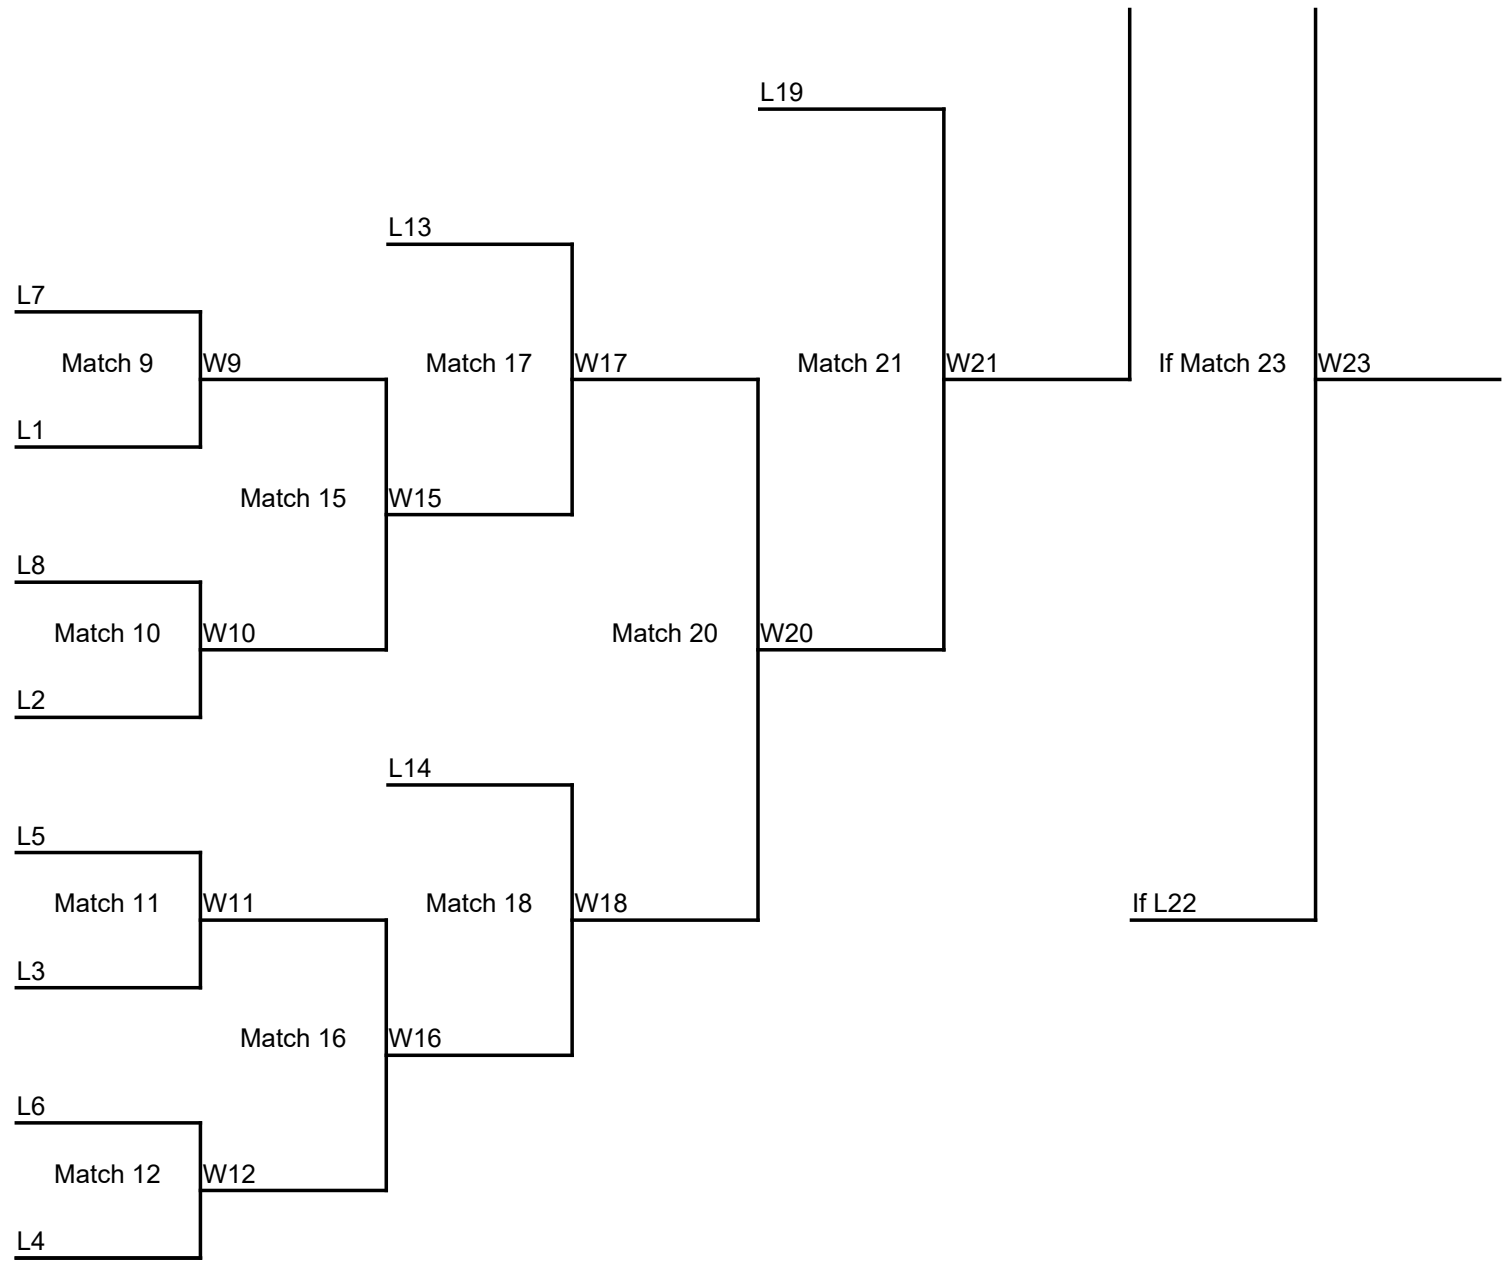 L19
L13
L7
Match 9
W9
Match 17
W17
Match 21
W21
If Match 23
W23
L1
Match 15
W15
L8
Match 10
W10
Match 20
W20
L2
L14
L5
Match 11
W11
Match 18
W18
If L22
L3
Match 16
W16
L6
Match 12
W12
L4